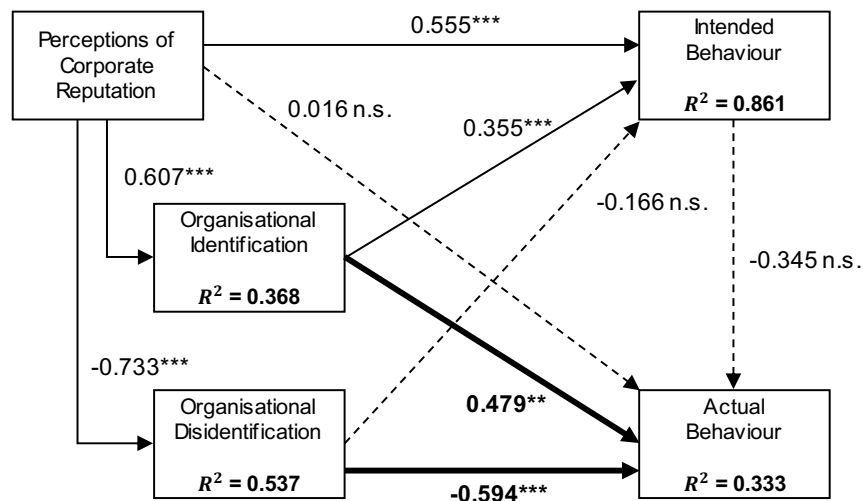 Perceptions of
Corporate
Reputation
0.555***
Intended
Behaviour
R² = 0.861
0.016 n.s.
0.355***
0.607***
-0.166 n.s.
Organisational
Identification
R² = 0.368
-0.345 n.s.
-0.733***
Organisational
Disidentification
R² = 0.537
0.479**
Actual
Behaviour
R² = 0.333
-0.594***